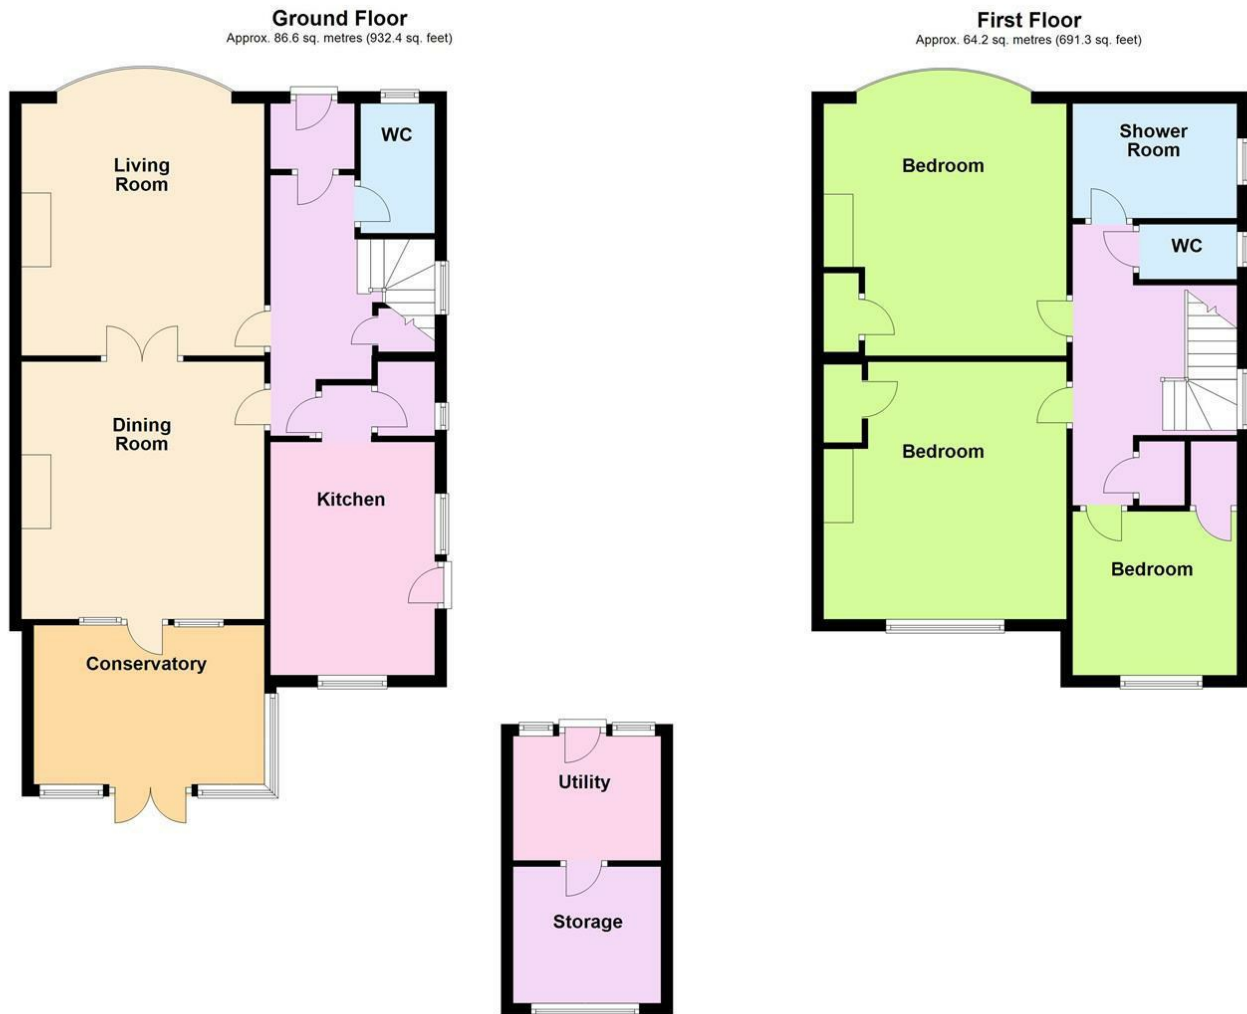 Ground Floor
Approx. 86.6 sq. metres (932.4 sq. feet)
Living
Room
WC
Dining
Room
Kitchen
Conservatory
Utility
Storage
First Floor
Approx. 64.2 sq. metres (691.3 sq. feet)
Bedroom
Shower
Room
WC
Bedroom
Bedroom